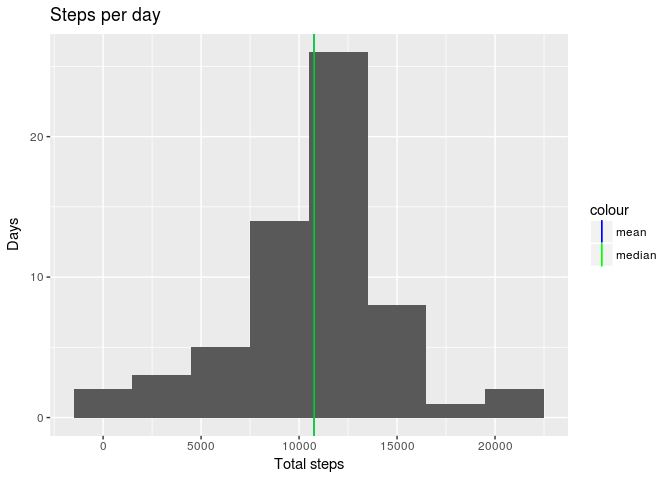 Steps per day
Days
20
10
0
0 5000 10000 15000 20000
Total steps
colour
mean
median